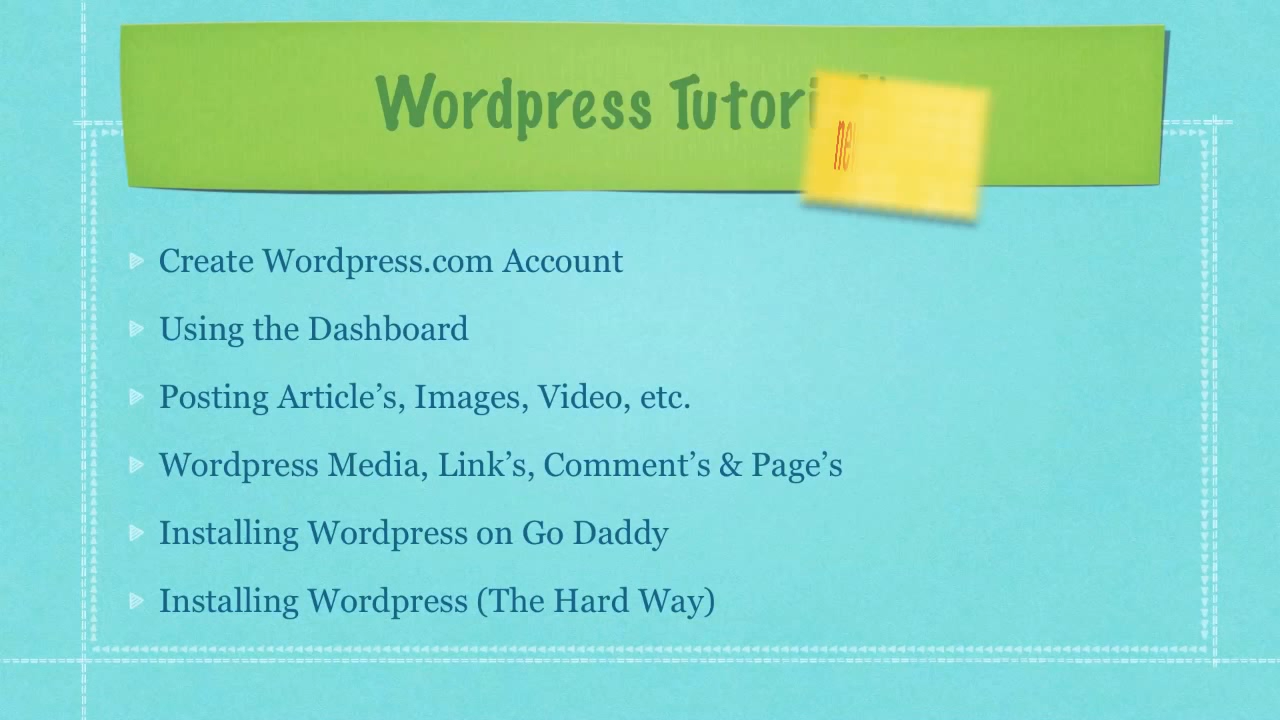 Wordpress Tutori
Create Wordpress.com Account
Using the Dashboard
Posting Article’s, Images, Video, etc.
Wordpress Media, Link’s, Comment’s & Page’s
Installing Wordpress on Go Daddy
Installing Wordpress (The Hard Way)